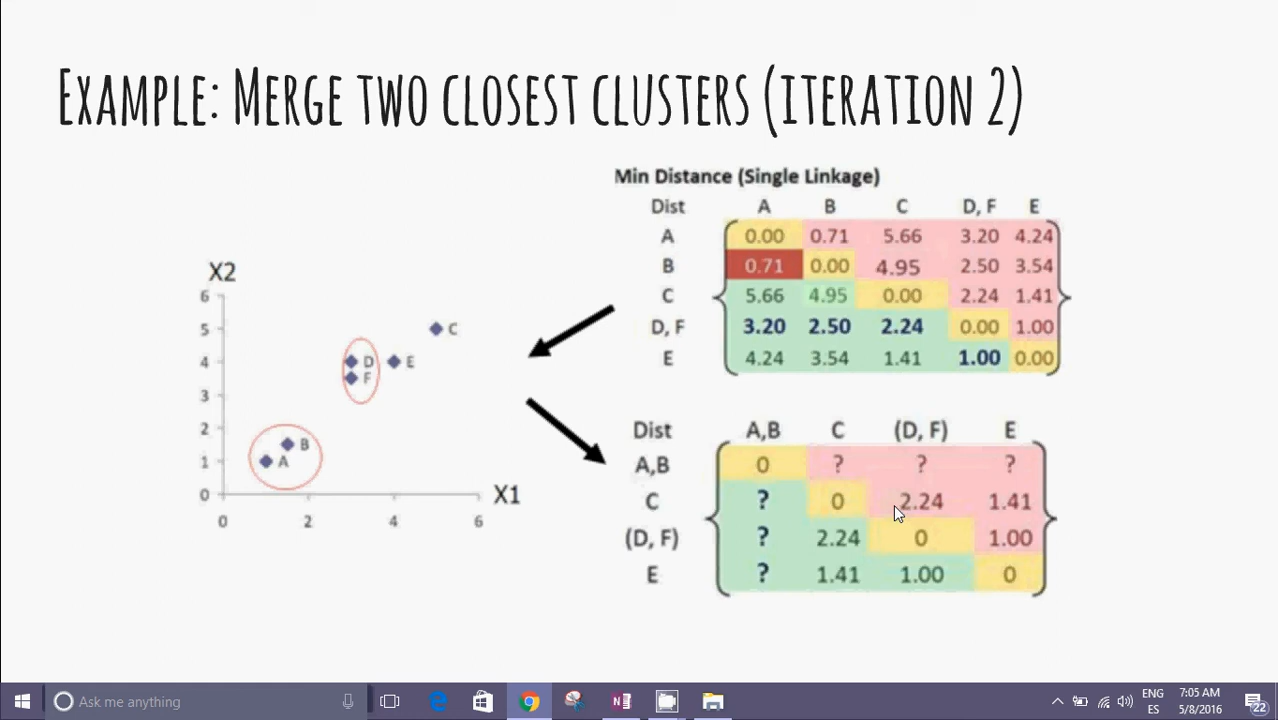 Example: Merge two closest clusters (iteration 2)
Min Distance (Single Linkage)
Dist A B C D, F E
A 0.00 0.71 5.66 3.20 4.24
B 0.71 0.00 4.95 2.50 3.54
C 5.66 4.95 0.00 2.24 1.41
D, F 3.20 2.50 2.24 0.00 1.00
E 4.24 3.54 1.41 1.00 0.00
X2
6
5
4
3
2
1
0
C
D
E
F
B
A
X1
0 2 4 6
Dist A,B C (D, F) E
A,B 0 ? ? ?
C ? 0 2.24 1.41
(D, F) ? 2.24 0 1.00
E ? 1.41 1.00 0
Ask me anything
ENG
ES
7:05 AM
5/8/2016
22